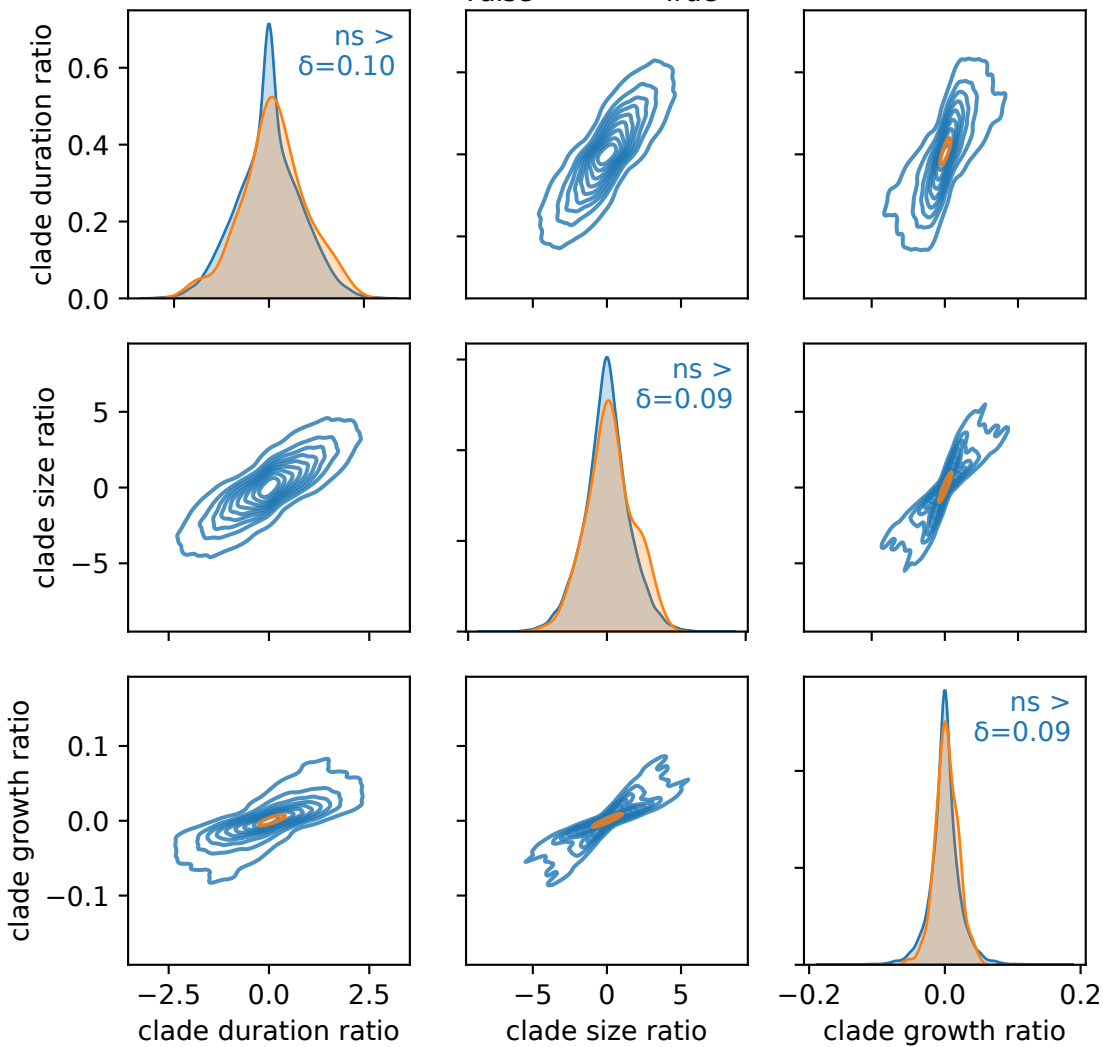 clade duration ratio
0.6
0.4
0.2
0.0
ns >
δ=0.10
clade size ratio
5
0
−5
ns >
δ=0.09
clade growth ratio
0.1
0.0
−0.1
ns >
δ=0.09
−2.5 0.0 2.5
clade duration ratio
−5 0 5
clade size ratio
−0.2 0.0 0.2
clade growth ratio